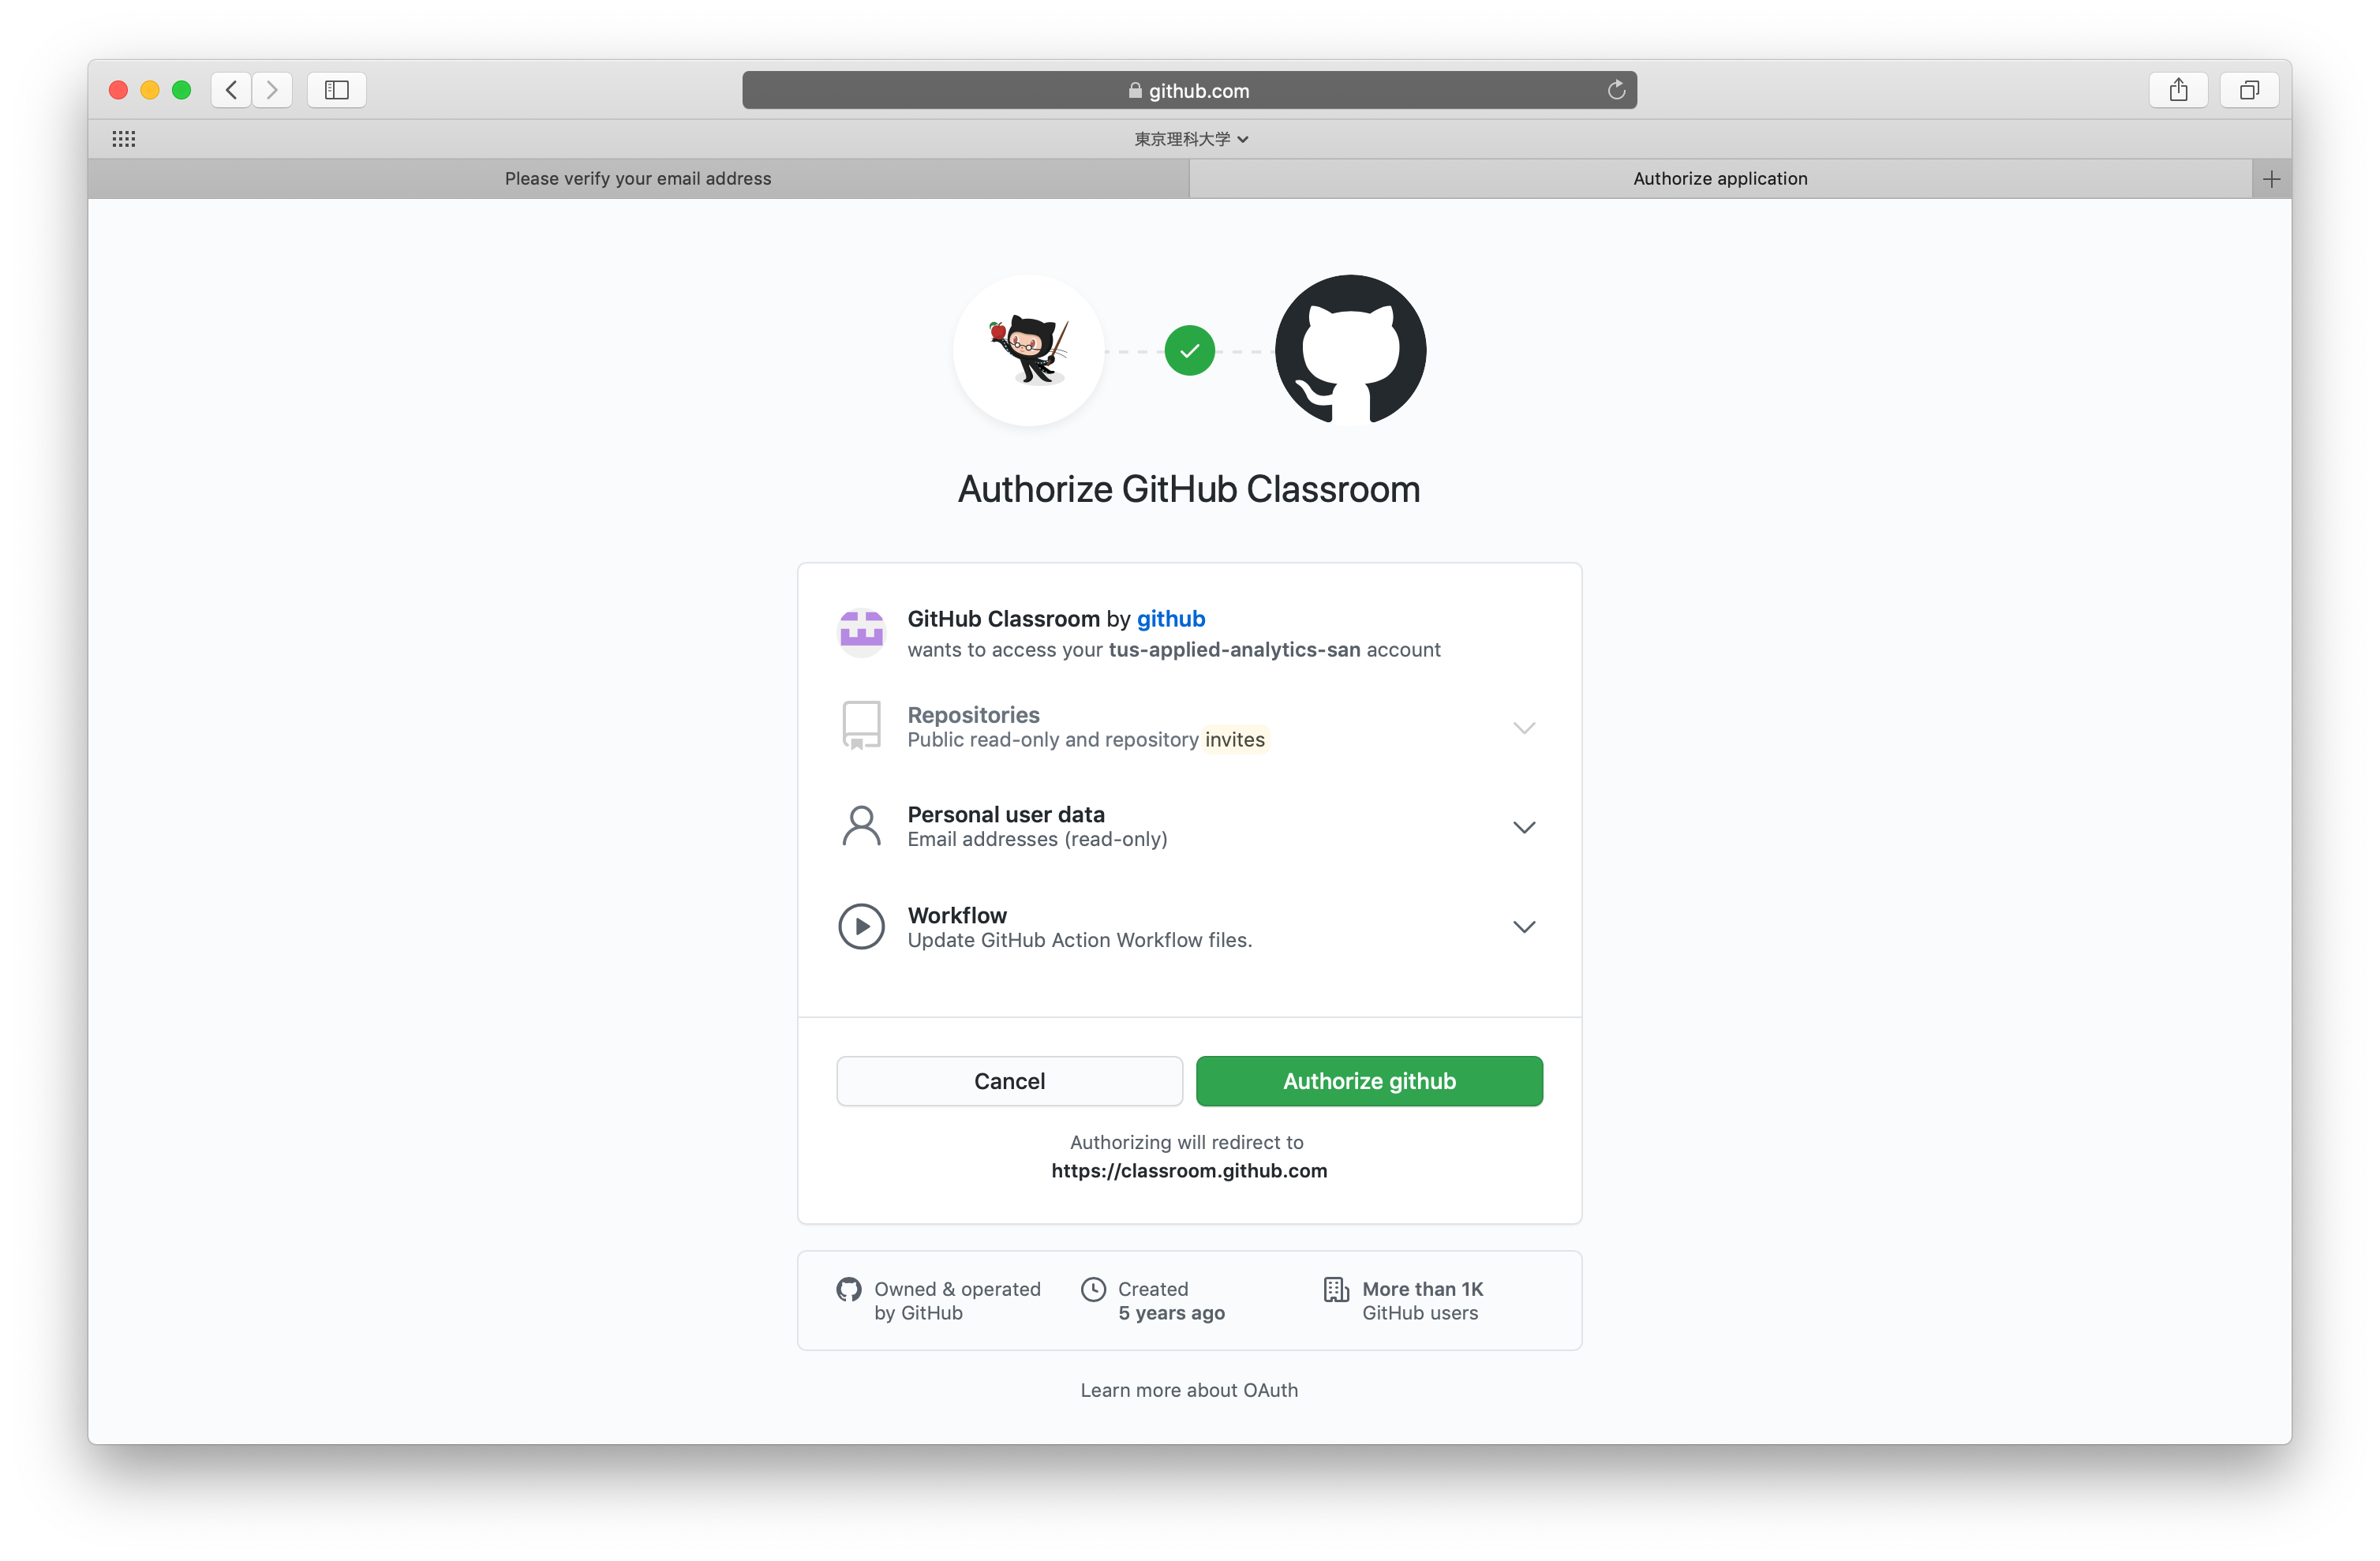 github.com
東京理科大学
Please verify your email address
Authorize application
Authorize GitHub Classroom
GitHub Classroom by github
wants to access your tus-applied-analytics-san account
Repositories
Public read-only and repository invites
Personal user data
Email addresses (read-only)
Workflow
Update GitHub Action Workflow files.
Cancel
Authorize github
Authorizing will redirect to
https://classroom.github.com
Owned & operated
by GitHub
Created
5 years ago
More than 1K
GitHub users
Learn more about OAuth